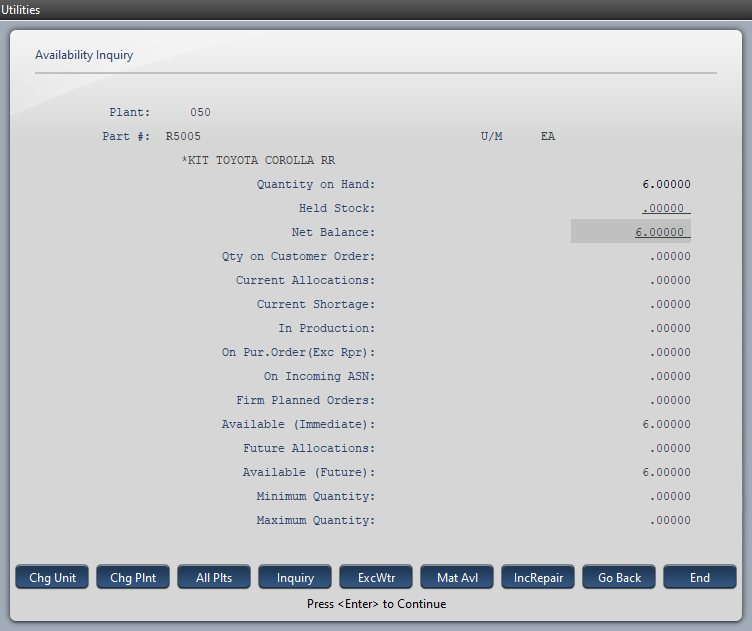 Utilities
Availability Inquiry
Plant: 050
Part #: R5005 U/M EA
*KIT TOYOTA COROLLA RR
Quantity on Hand: 6.00000
Held Stock: .00000
Net Balance: 6.00000
Qty on Customer Order: .00000
Current Allocations: .00000
Current Shortage: .00000
In Production: .00000
On Pur.Order(Exc Rpr): .00000
On Incoming ASN: .00000
Firm Planned Orders: .00000
Available (Immediate): 6.00000
Future Allocations: .00000
Available (Future): 6.00000
Minimum Quantity: .00000
Maximum Quantity: .00000
Chg Unit Chg Plnt All Plts Inquiry ExcWtr Mat Avl IncRepair Go Back End
Press <Enter> to Continue